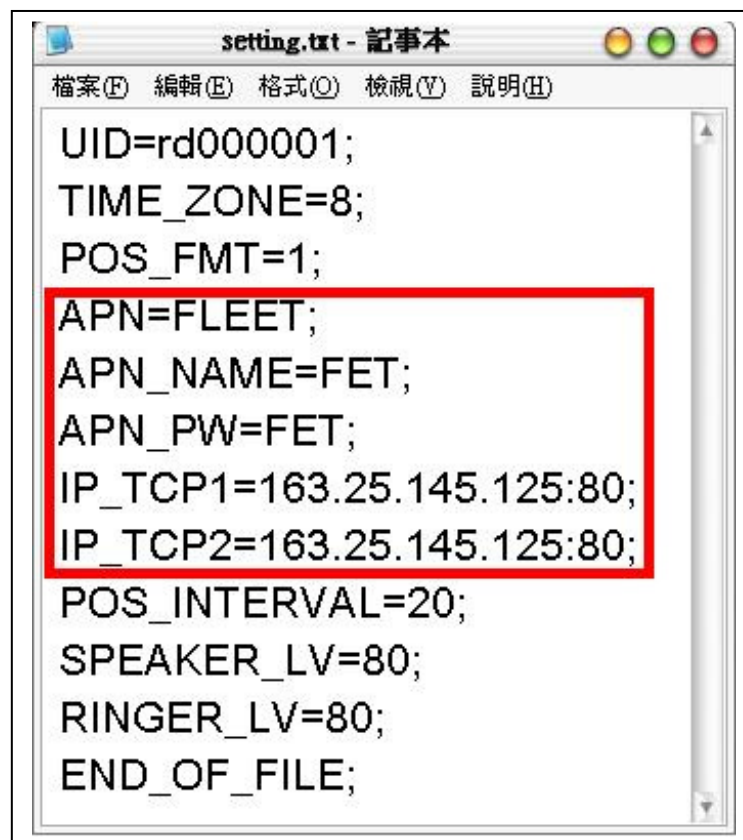 setting.txt - 記事本
檔案(F) 編輯(E) 格式(O) 檢視(V) 說明(H)
UID=rd000001;
TIME_ZONE=8;
POS_FMT=1;
APN=FLEET;
APN_NAME=FET;
APN_PW=FET;
IP_TCP1=163.25.145.125:80;
IP_TCP2=163.25.145.125:80;
POS_INTERVAL=20;
SPEAKER_LV=80;
RINGER_LV=80;
END_OF_FILE;